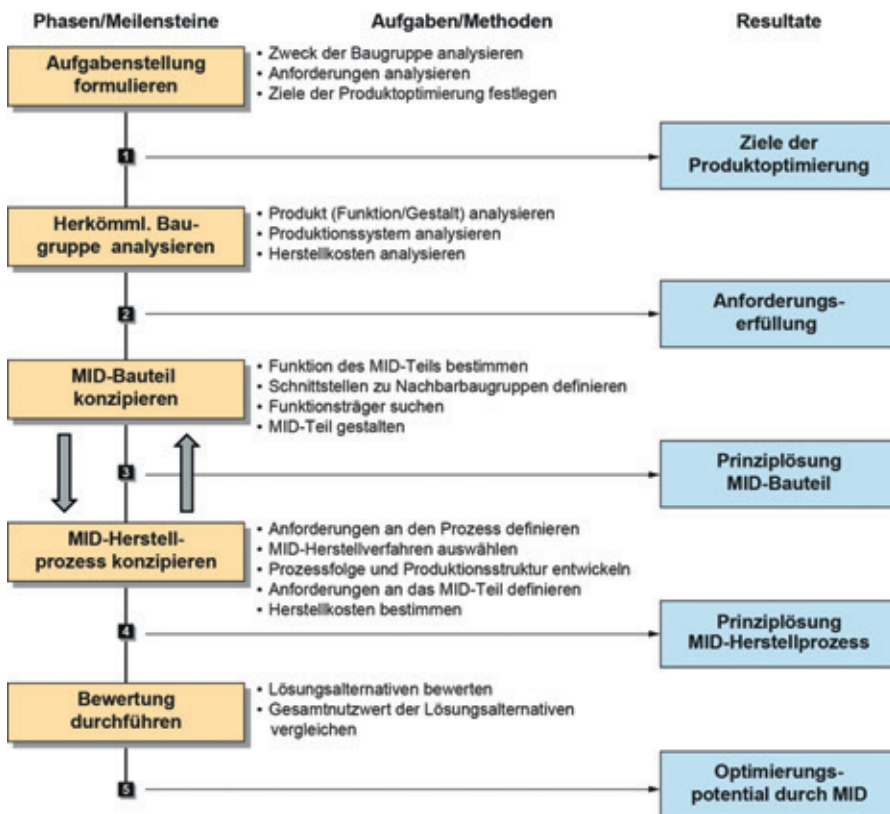 Phasen/Meilensteine
Aufgaben/Methoden
Resultate
Aufgabenstellung
formulieren
• Zweck der Baugruppe analysieren
• Anforderungen analysieren
• Ziele der Produktoptimierung festlegen
1
Ziele der
Produktoptimierung
Herkömml. Bau-
gruppe analysieren
• Produkt (Funktion/Gestalt) analysieren
• Produktionssystem analysieren
• Herstellkosten analysieren
2
Anforderungs-
erfüllung
MID-Bauteil
konzipieren
• Funktion des MID-Teils bestimmen
• Schnittstellen zu Nachbarbaugruppen definieren
• Funktionsträger suchen
• MID-Teil gestalten
3
Prinziplösung
MID-Bauteil
MID-Herstell-
prozess konzipieren
• Anforderungen an den Prozess definieren
• MID-Herstellverfahren auswählen
• Prozessfolge und Produktionsstruktur entwickeln
• Anforderungen an das MID-Teil definieren
• Herstellkosten bestimmen
4
Prinziplösung
MID-Herstellprozess
Bewertung
durchführen
• Lösungsalternativen bewerten
• Gesamtnutzwert der Lösungsalternativen
vergleichen
5
Optimierungs-
potential durch MID